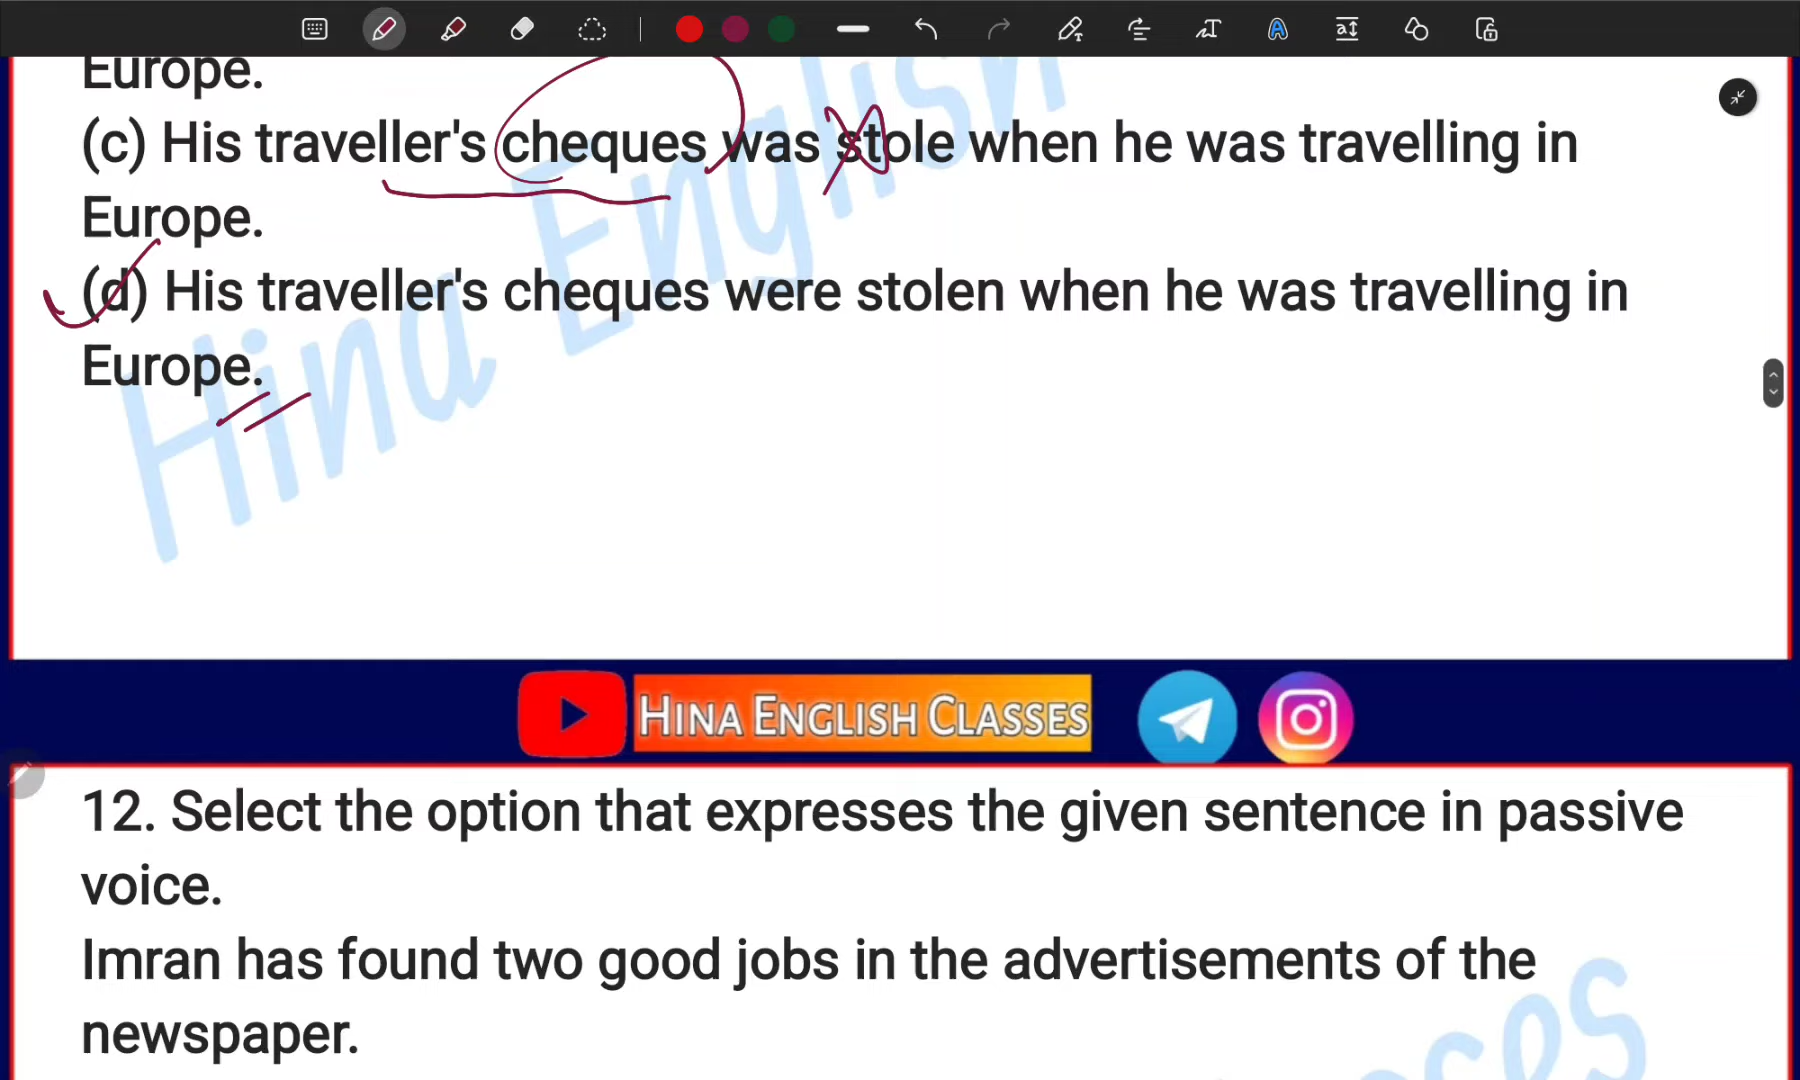 Europe.
(c) His traveller's cheques was stole when he was travelling in
Europe.
(d) His traveller's cheques were stolen when he was travelling in
Europe.
Hina English
HINA ENGLISH CLASSES
12. Select the option that expresses the given sentence in passive
voice.
Imran has found two good jobs in the advertisements of the
newspaper.